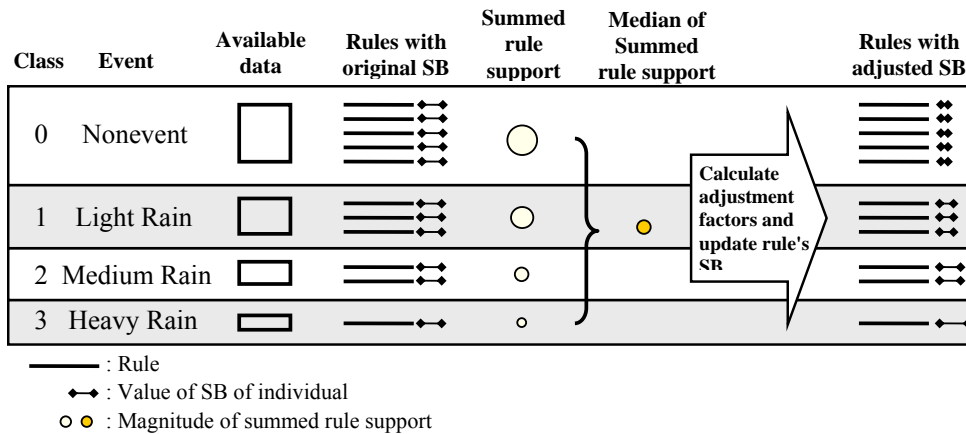 Class
Event
Available
data
Rules with
original SB
Summed
rule
support
Median of
Summed
rule support
Rules with
adjusted SB
0 Nonevent
1 Light Rain
2 Medium Rain
3 Heavy Rain
Calculate
adjustment
factors and
update rule's
SB
: Rule
: Value of SB of individual
: Magnitude of summed rule support